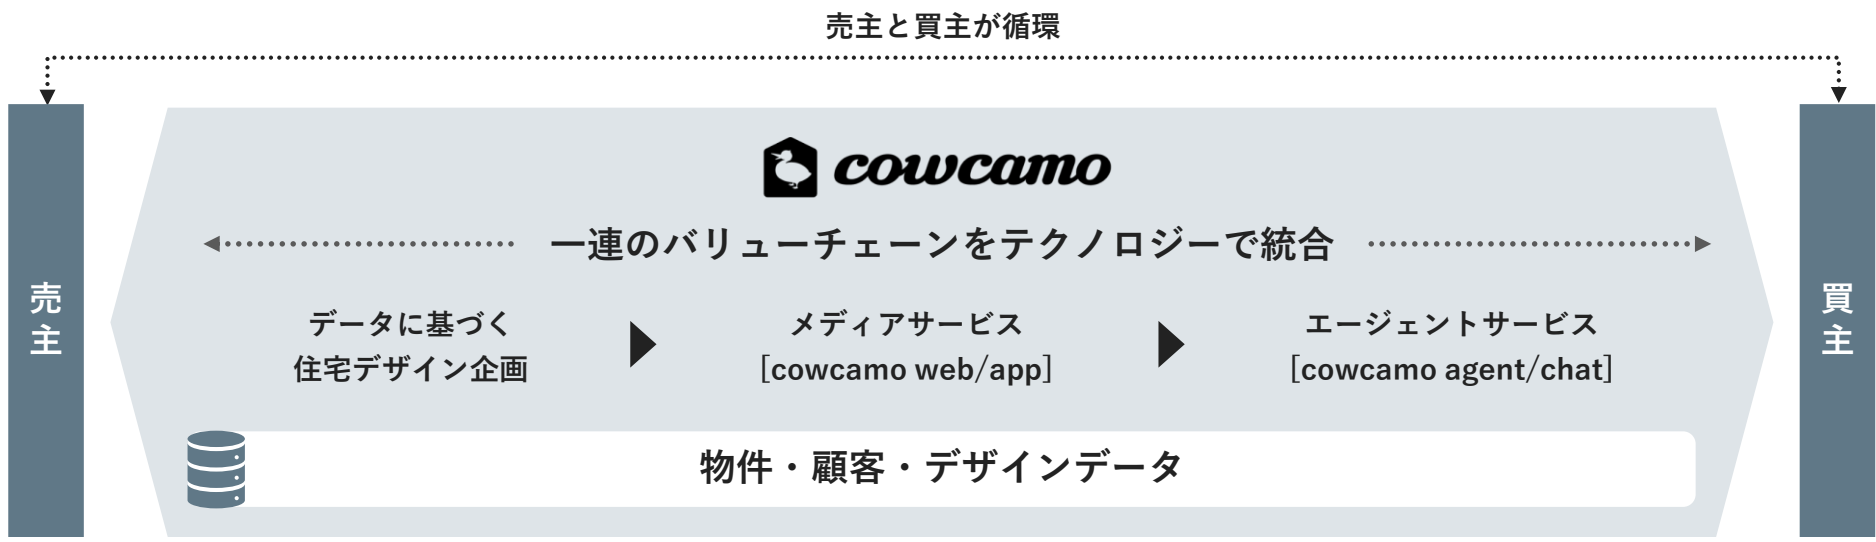 売主と買主が循環
cowcamo
一連のバリューチェーンをテクノロジーで統合
売主
データに基づく
住宅デザイン企画
メディアサービス
[cowcamo web/app]
エージェントサービス
[cowcamo agent/chat]
買主
物件・顧客・デザインデータ